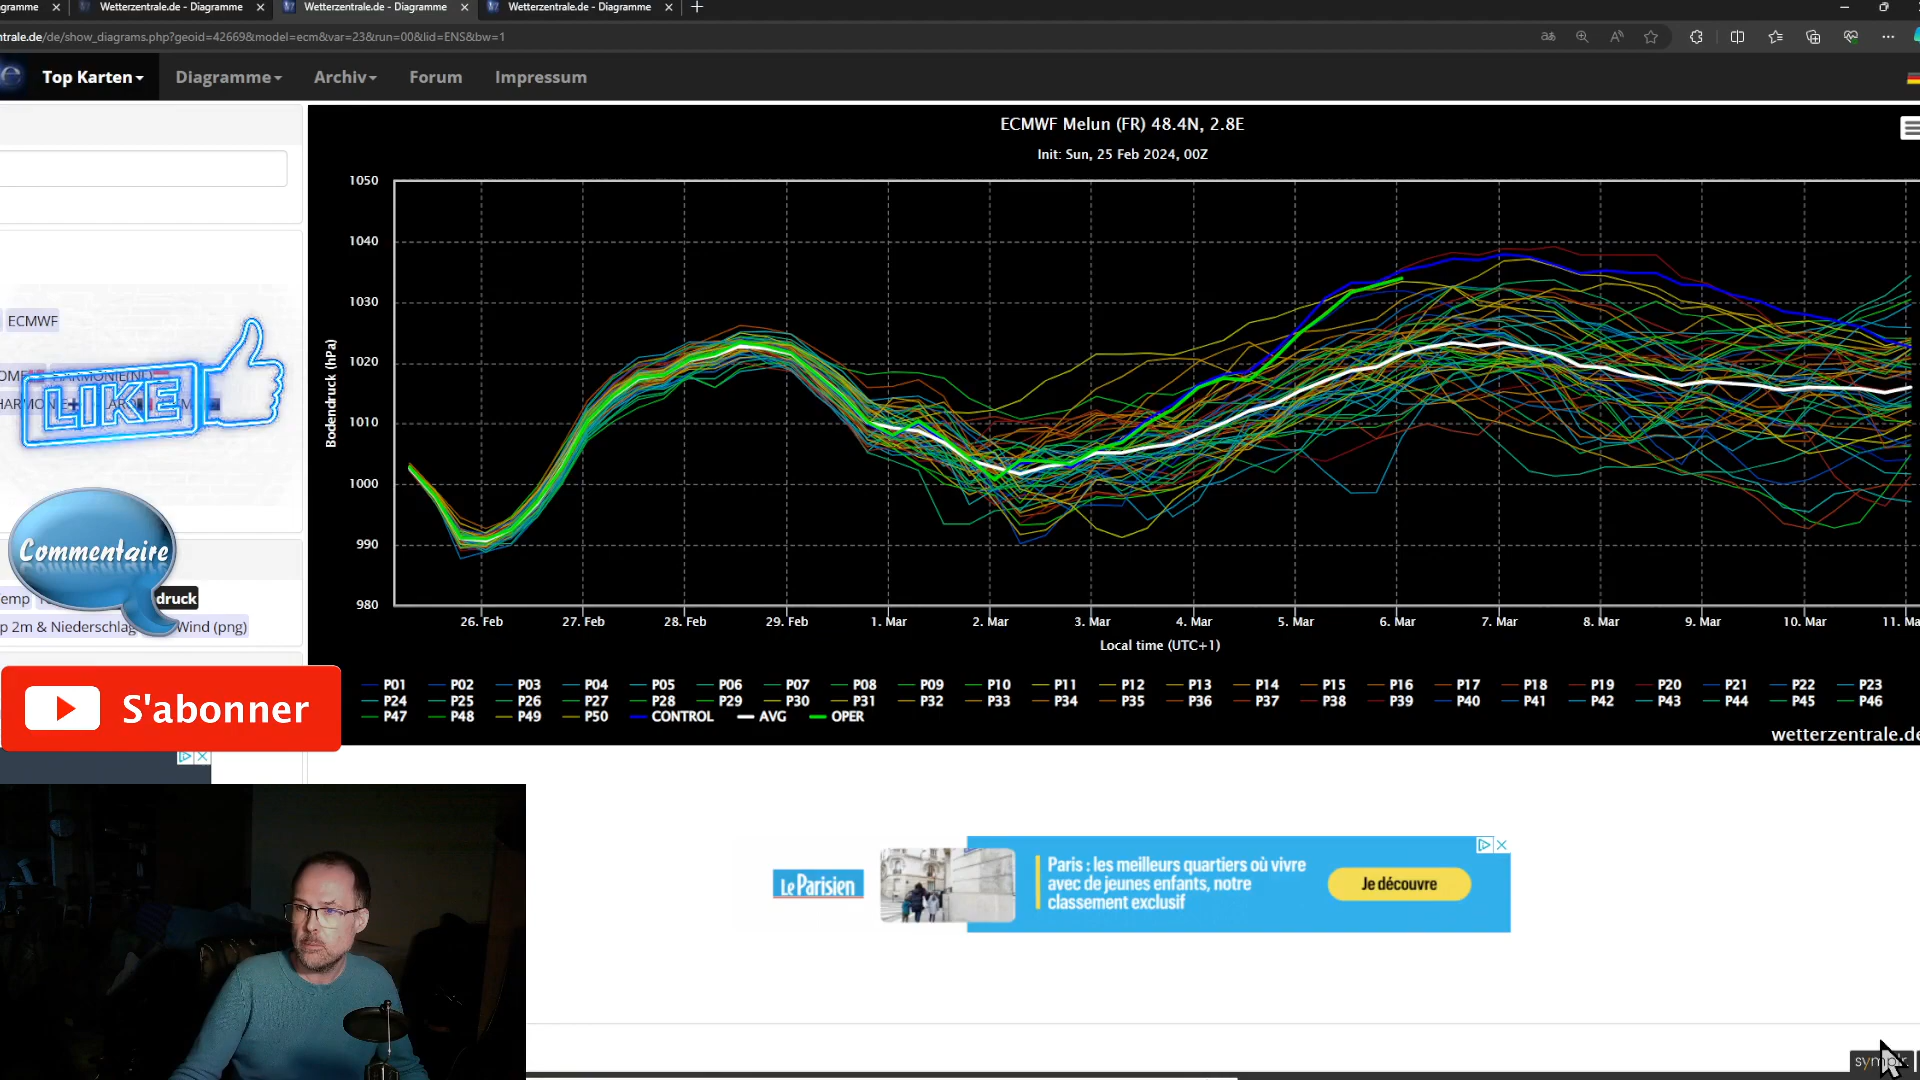 gramme
Wetterzentrale.de - Diagramme
Wetterzentrale.de - Diagramme
Wetterzentrale.de - Diagramme
ntrale.de/de/show_diagrams.php?geoid=42669&model=ecm&var=23&run=00&lid=ENS&bw=1
Top Karten
Diagramme
Archiv
Forum
Impressum
ECMWF Melun (FR) 48.4N, 2.8E
Init: Sun, 25 Feb 2024, 00Z
1050
1040
1030
1020
1010
1000
990
980
Bodendruck (hPa)
26. Feb 27. Feb 28. Feb 29. Feb 1. Mar 2. Mar 3. Mar 4. Mar 5. Mar 6. Mar 7. Mar 8. Mar 9. Mar 10. Mar 11. Ma
Local time (UTC+1)
P01 P02 P03 P04 P05 P06 P07 P08 P09 P10 P11 P12 P13 P14 P15 P16 P17 P18 P19 P20 P21 P22 P23
P24 P25 P26 P27 P28 P29 P30 P31 P32 P33 P34 P35 P36 P37 P38 P39 P40 P41 P42 P43 P44 P45 P46
P47 P48 P49 P50 CONTROL AVG OPER
wetterzentrale.de
ECMWF
HARMONIE(NL)
LIKE
Commentaire
druck
p 2m & Niederschlag
Wind (png)
S'abonner
Le Parisien
Paris : les meilleurs quartiers où vivre
avec de jeunes enfants, notre
classement exclusif
Je découvre